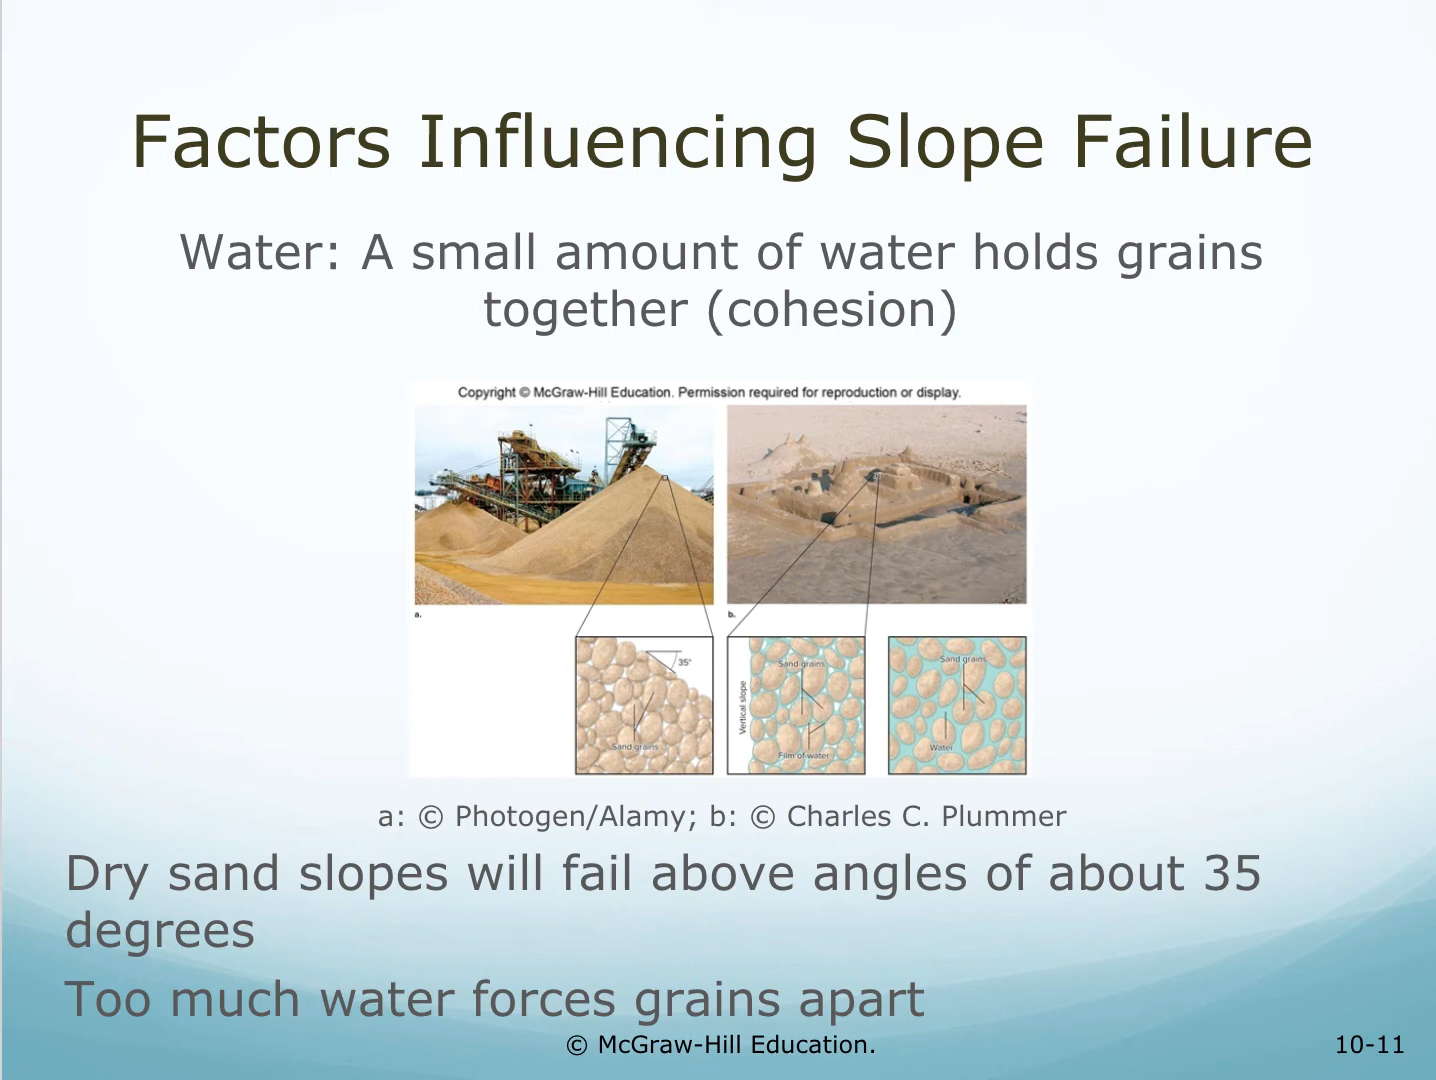 Factors Influencing Slope Failure
Water: A small amount of water holds grains
together (cohesion)
Copyright © McGraw-Hill Education. Permission required for reproduction or display.
a.
b.
35°
Sand grains
Vertical slope
Sand grains
Film of water
Sand grains
Water
a: © Photogen/Alamy; b: © Charles C. Plummer
Dry sand slopes will fail above angles of about 35
degrees
Too much water forces grains apart
© McGraw-Hill Education.
10-11